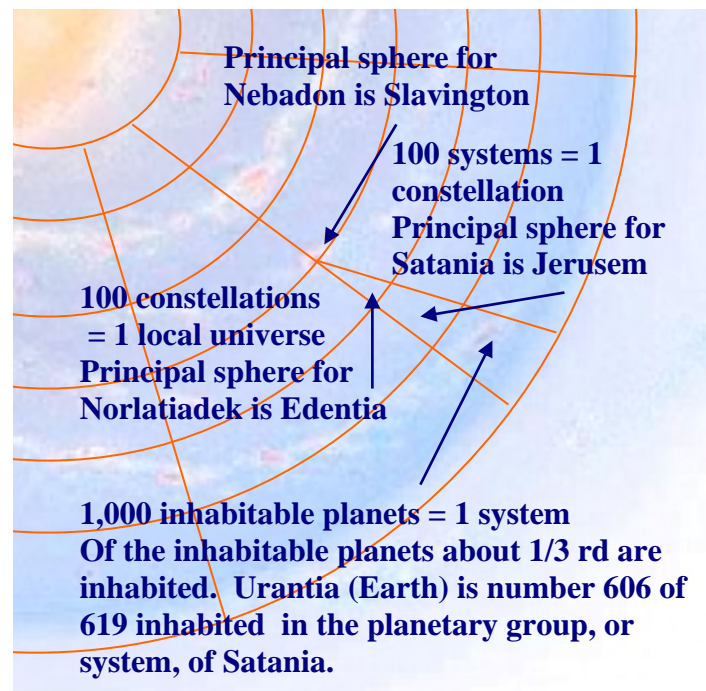 Principal sphere for
Nebadon is Slavington
100 systems = 1
constellation
Principal sphere for
Satania is Jerusem
100 constellations
= 1 local universe
Principal sphere for
Norlatiadek is Edentia
1,000 inhabitable planets = 1 system
Of the inhabitable planets about 1/3 rd are
inhabited. Urantia (Earth) is number 606 of
619 inhabited in the planetary group, or
system, of Satania.